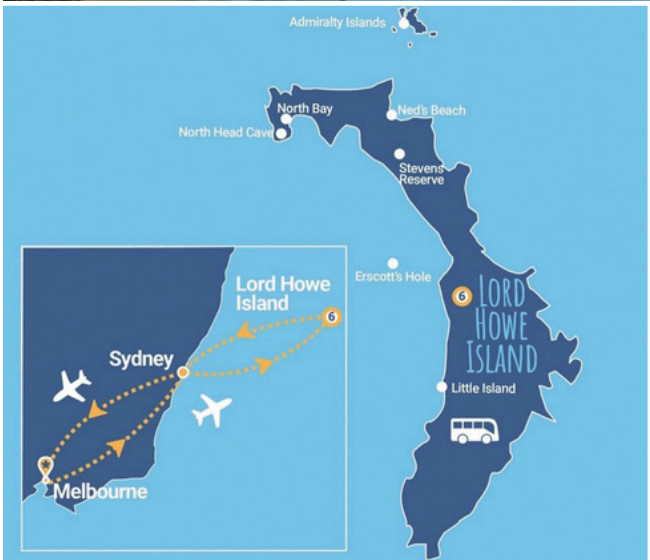 Admiralty Islands
North Bay
Ned's Beach
North Head Cave
Stevens
Reserve
Erscott's Hole
6
LORD
HOWE
ISLAND
Little Island
Lord Howe
Island
6
Sydney
Melbourne